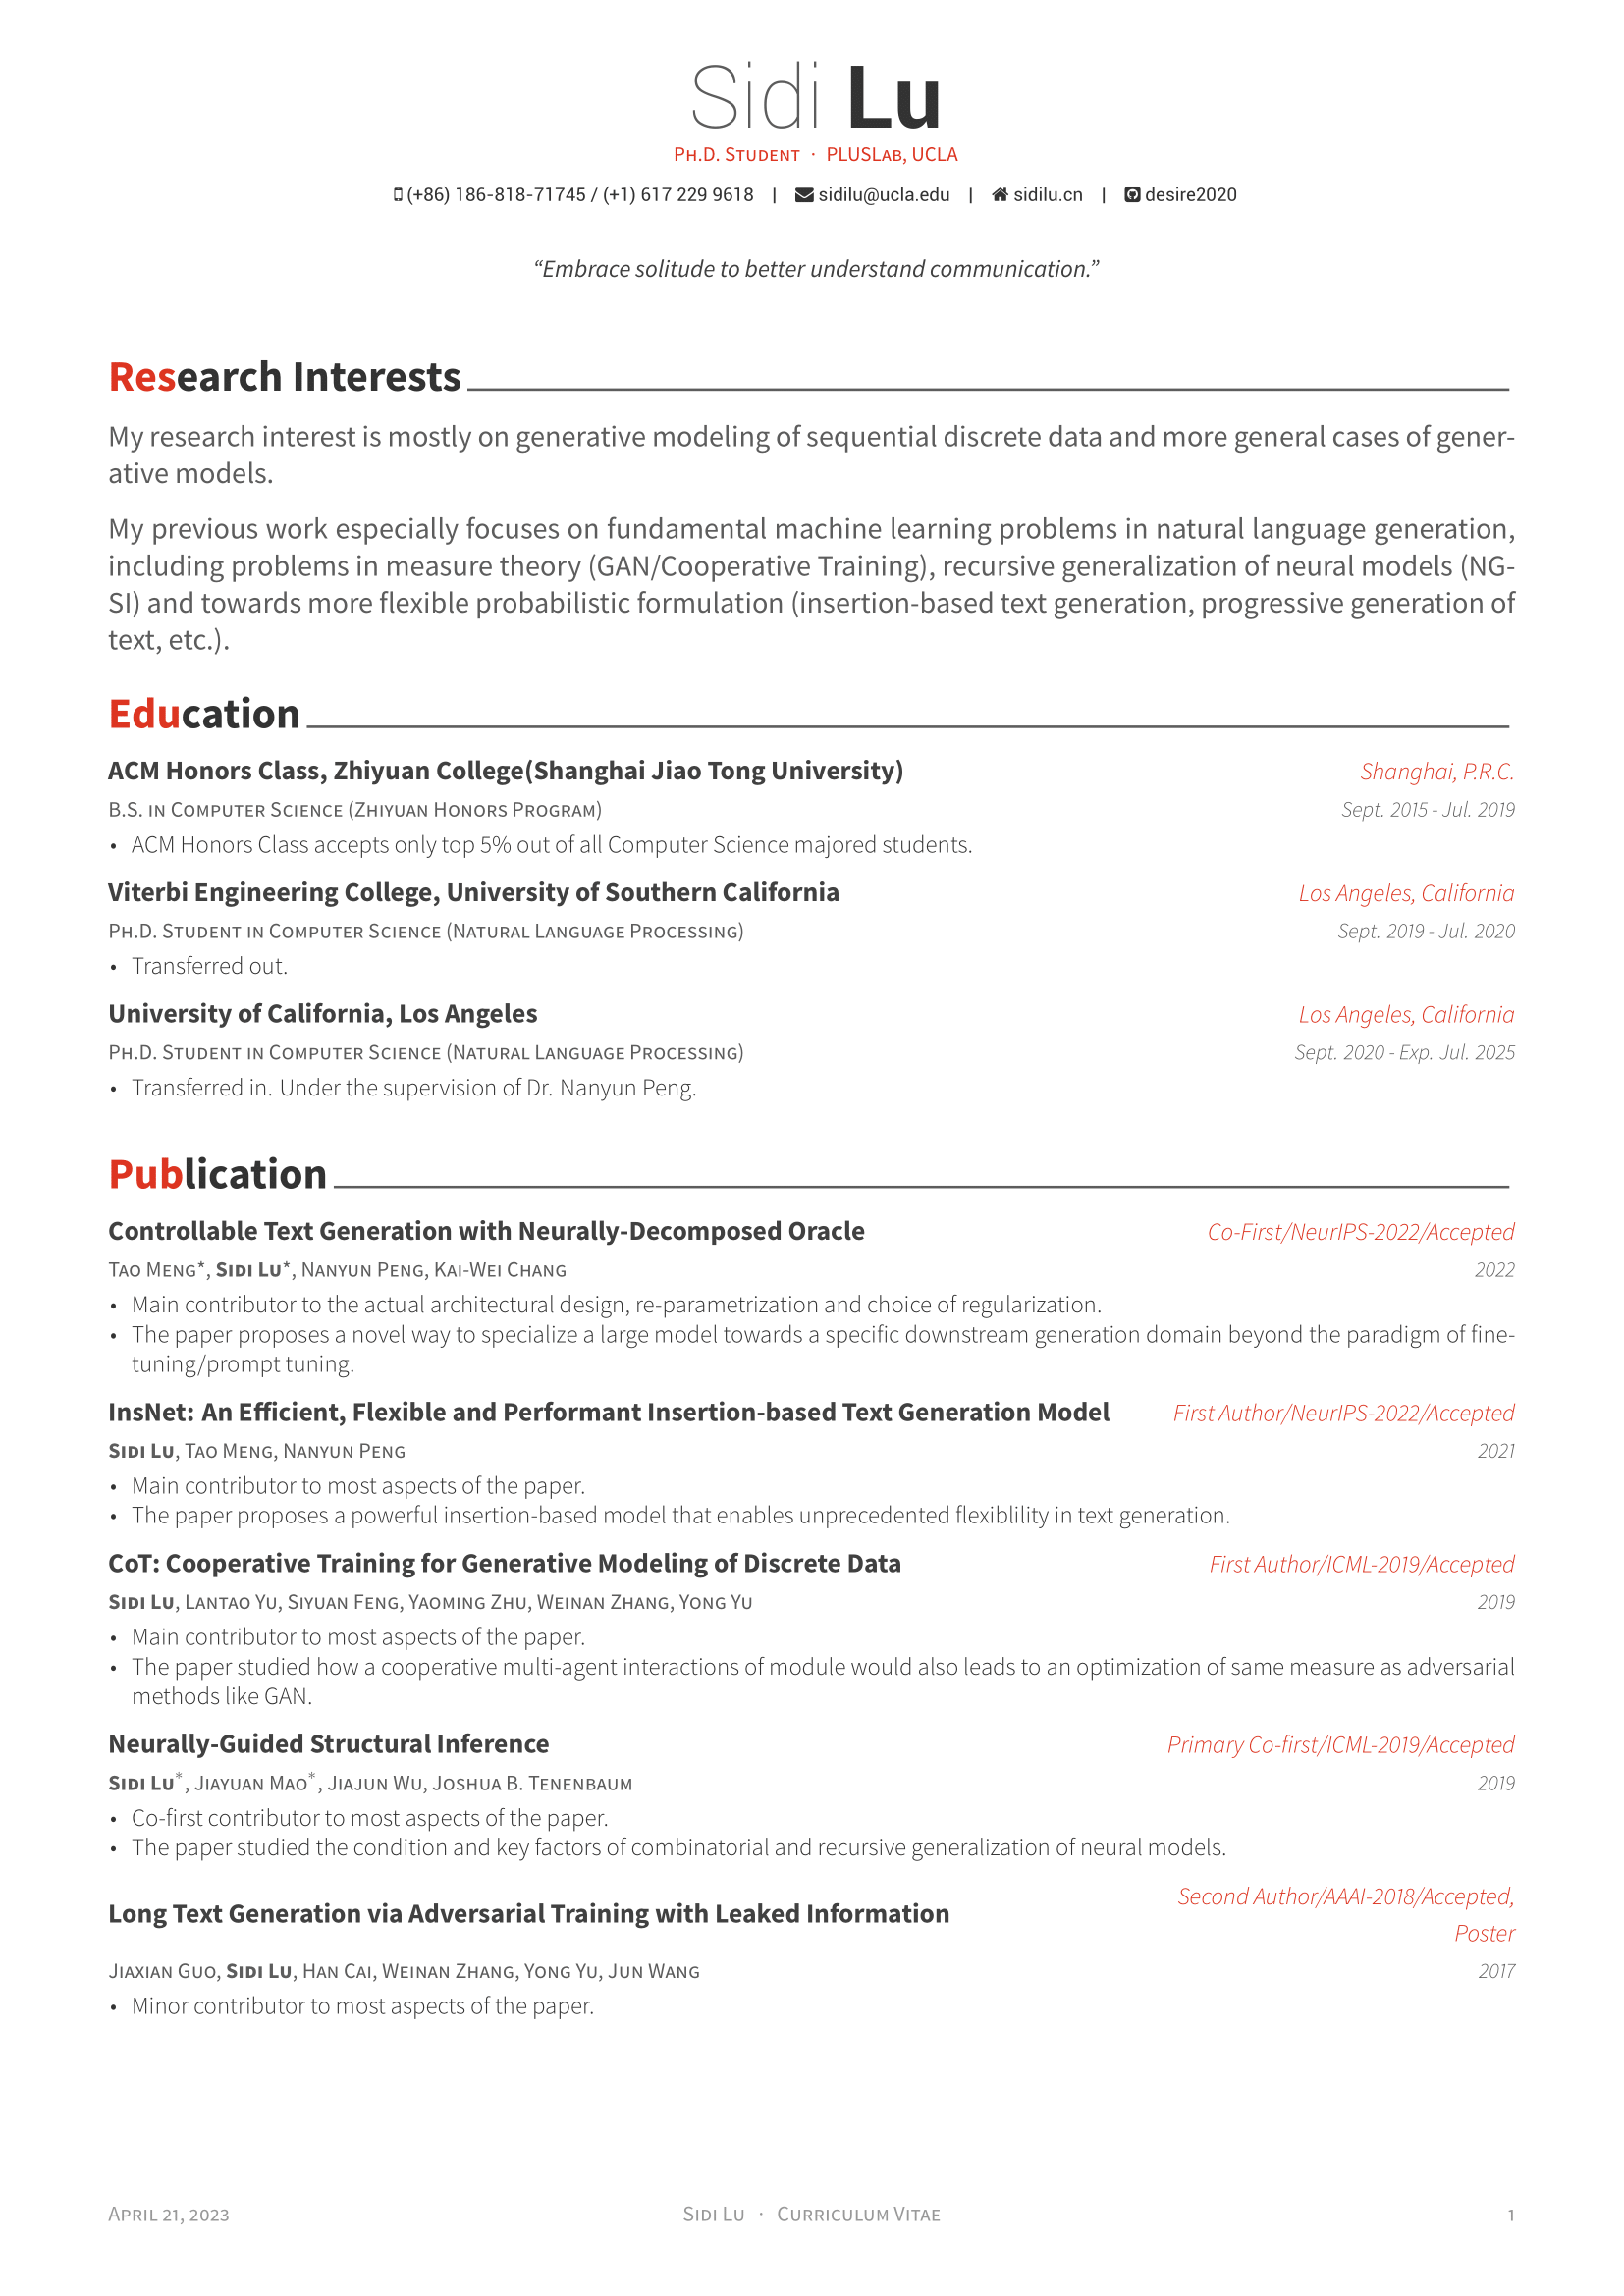 Sidi Lu
Ph.D. Student · PLUSLab, UCLA
(+86) 186-818-71745 / (+1) 617 229 9618 | sidilu@ucla.edu | sidilu.cn | desire2020
“Embrace solitude to better understand communication.”
Research Interests
My research interest is mostly on generative modeling of sequential discrete data and more general cases of gener-
ative models.
My previous work especially focuses on fundamental machine learning problems in natural language generation,
including problems in measure theory (GAN/Cooperative Training), recursive generalization of neural models (NG-
SI) and towards more flexible probabilistic formulation (insertion-based text generation, progressive generation of
text, etc.).
Education
ACM Honors Class, Zhiyuan College(Shanghai Jiao Tong University) Shanghai, P.R.C.
B.S. in Computer Science (Zhiyuan Honors Program) Sept. 2015 - Jul. 2019
• ACM Honors Class accepts only top 5% out of all Computer Science majored students.
Viterbi Engineering College, University of Southern California Los Angeles, California
Ph.D. Student in Computer Science (Natural Language Processing) Sept. 2019 - Jul. 2020
• Transferred out.
University of California, Los Angeles Los Angeles, California
Ph.D. Student in Computer Science (Natural Language Processing) Sept. 2020 - Exp. Jul. 2025
• Transferred in. Under the supervision of Dr. Nanyun Peng.
Publication
Controllable Text Generation with Neurally-Decomposed Oracle Co-First/NeurIPS-2022/Accepted
Tao Meng*, Sidi Lu*, Nanyun Peng, Kai-Wei Chang 2022
• Main contributor to the actual architectural design, re-parametrization and choice of regularization.
• The paper proposes a novel way to specialize a large model towards a specific downstream generation domain beyond the paradigm of fine-
tuning/prompt tuning.
InsNet: An Efficient, Flexible and Performant Insertion-based Text Generation Model First Author/NeurIPS-2022/Accepted
Sidi Lu, Tao Meng, Nanyun Peng 2021
• Main contributor to most aspects of the paper.
• The paper proposes a powerful insertion-based model that enables unprecedented flexiblility in text generation.
CoT: Cooperative Training for Generative Modeling of Discrete Data First Author/ICML-2019/Accepted
Sidi Lu, Lantao Yu, Siyuan Feng, Yaoming Zhu, Weinan Zhang, Yong Yu 2019
• Main contributor to most aspects of the paper.
• The paper studied how a cooperative multi-agent interactions of module would also leads to an optimization of same measure as adversarial
methods like GAN.
Neurally-Guided Structural Inference Primary Co-first/ICML-2019/Accepted
Sidi Lu*, Jiayuan Mao*, Jiajun Wu, Joshua B. Tenenbaum 2019
• Co-first contributor to most aspects of the paper.
• The paper studied the condition and key factors of combinatorial and recursive generalization of neural models.
Long Text Generation via Adversarial Training with Leaked Information Second Author/AAAI-2018/Accepted,
Poster
Jiaxian Guo, Sidi Lu, Han Cai, Weinan Zhang, Yong Yu, Jun Wang 2017
• Minor contributor to most aspects of the paper.
April 21, 2023 Sidi Lu · Curriculum Vitae 1